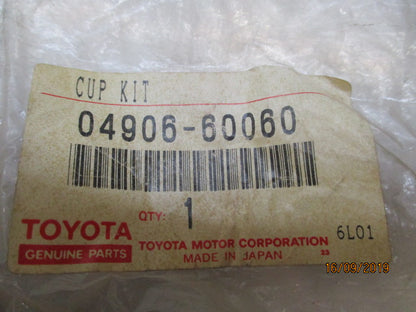 CUP KIT
04906-60060
QTY: 1
TOYOTA
GENUINE PARTS
TOYOTA MOTOR CORPORATION
MADE IN JAPAN
23
6L01
16/09/2019